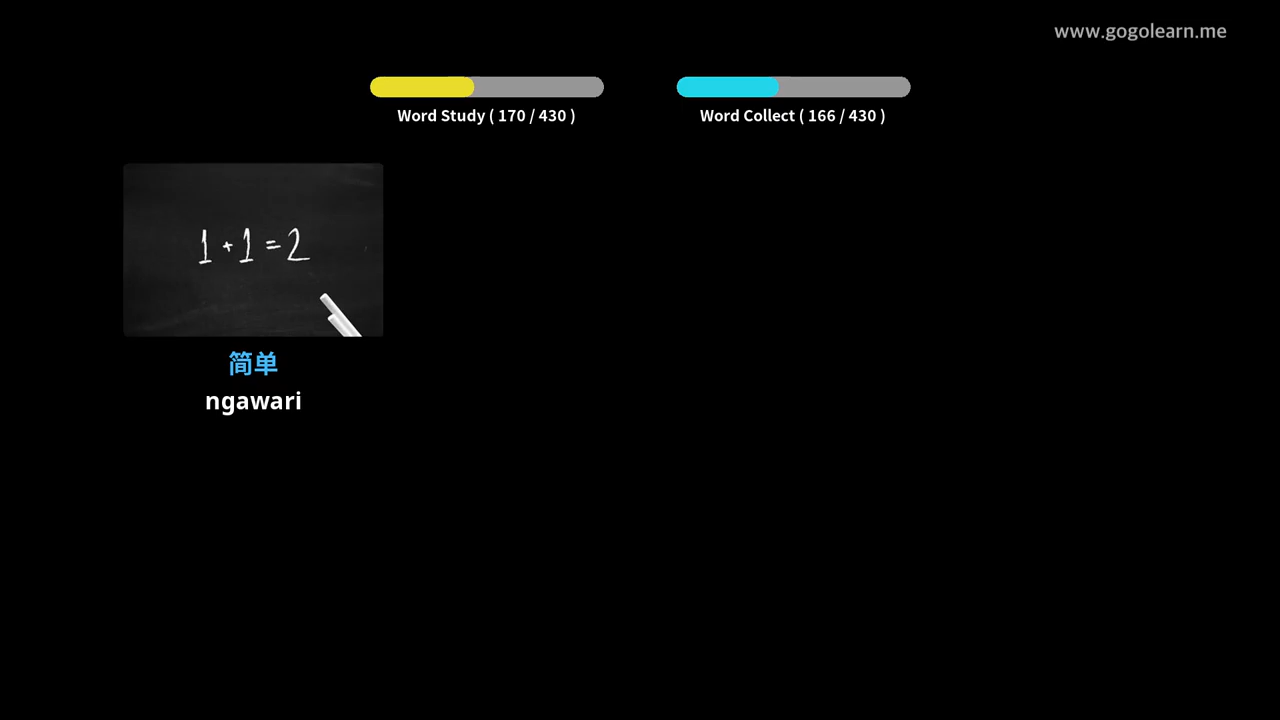 www.gogolearn.me
Word Study ( 170 / 430 )
Word Collect ( 166 / 430 )
1 + 1 = 2
简单
ngawari